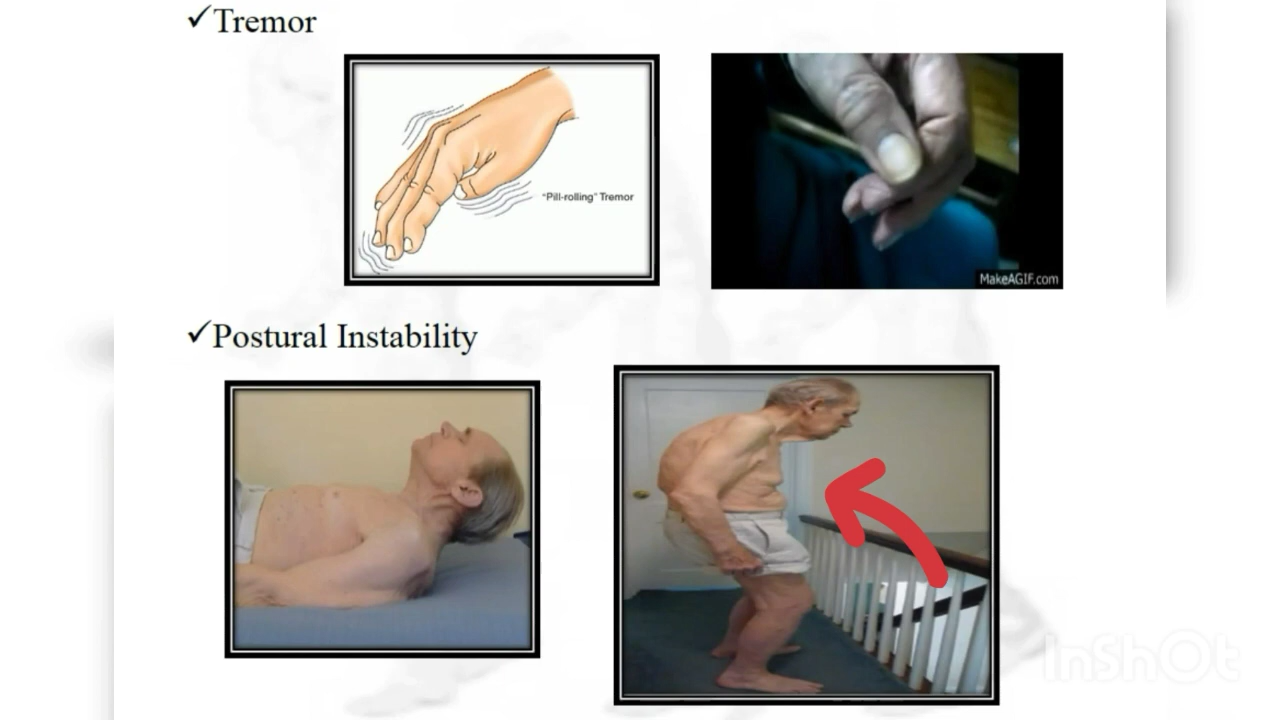 ✓Tremor
"Pill-rolling" Tremor
MakeAGIF.com
✓Postural Instability
InShOt